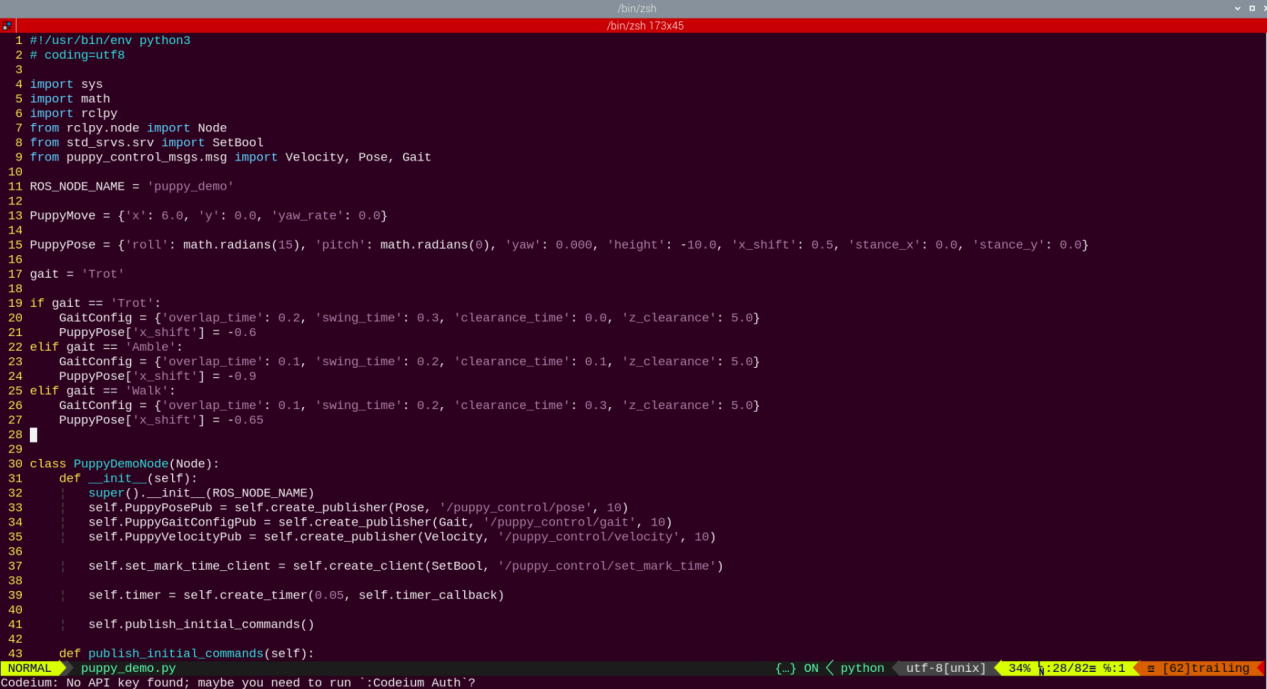 /bin/zsh
/bin/zsh 173x45
1 #!/usr/bin/env python3
2 # coding=utf8
3
4 import sys
5 import math
6 import rclpy
7 from rclpy.node import Node
8 from std_srvs.srv import SetBool
9 from puppy_control_msgs.msg import Velocity, Pose, Gait
10
11 ROS_NODE_NAME = 'puppy_demo'
12
13 PuppyMove = {'x': 6.0, 'y': 0.0, 'yaw_rate': 0.0}
14
15 PuppyPose = {'roll': math.radians(15), 'pitch': math.radians(0), 'yaw': 0.000, 'height': -10.0, 'x_shift': 0.5, 'stance_x': 0.0, 'stance_y': 0.0}
16
17 gait = 'Trot'
18
19 if gait == 'Trot':
20     GaitConfig = {'overlap_time': 0.2, 'swing_time': 0.3, 'clearance_time': 0.0, 'z_clearance': 5.0}
21     PuppyPose['x_shift'] = -0.6
22 elif gait == 'Amble':
23     GaitConfig = {'overlap_time': 0.1, 'swing_time': 0.2, 'clearance_time': 0.1, 'z_clearance': 5.0}
24     PuppyPose['x_shift'] = -0.9
25 elif gait == 'Walk':
26     GaitConfig = {'overlap_time': 0.1, 'swing_time': 0.2, 'clearance_time': 0.3, 'z_clearance': 5.0}
27     PuppyPose['x_shift'] = -0.65
28
29
30 class PuppyDemoNode(Node):
31     def __init__(self):
32     ¦   super().__init__(ROS_NODE_NAME)
33     ¦   self.PuppyPosePub = self.create_publisher(Pose, '/puppy_control/pose', 10)
34     ¦   self.PuppyGaitConfigPub = self.create_publisher(Gait, '/puppy_control/gait', 10)
35     ¦   self.PuppyVelocityPub = self.create_publisher(Velocity, '/puppy_control/velocity', 10)
36
37     ¦   self.set_mark_time_client = self.create_client(SetBool, '/puppy_control/set_mark_time')
38
39     ¦   self.timer = self.create_timer(0.05, self.timer_callback)
40
41     ¦   self.publish_initial_commands()
42
43     def publish_initial_commands(self):
NORMAL puppy_demo.py {…} ON python utf-8[unix] 34% ㏑:28/82≡ ℅:1 ☲ [62]trailing
Codeium: No API key found; maybe you need to run `:Codeium Auth`?